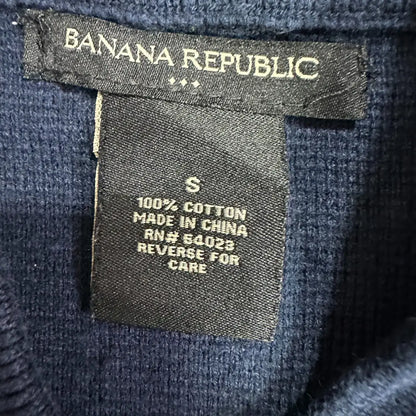 BANANA REPUBLIC
S
100% COTTON
MADE IN CHINA
RN# 64023
REVERSE FOR
CARE